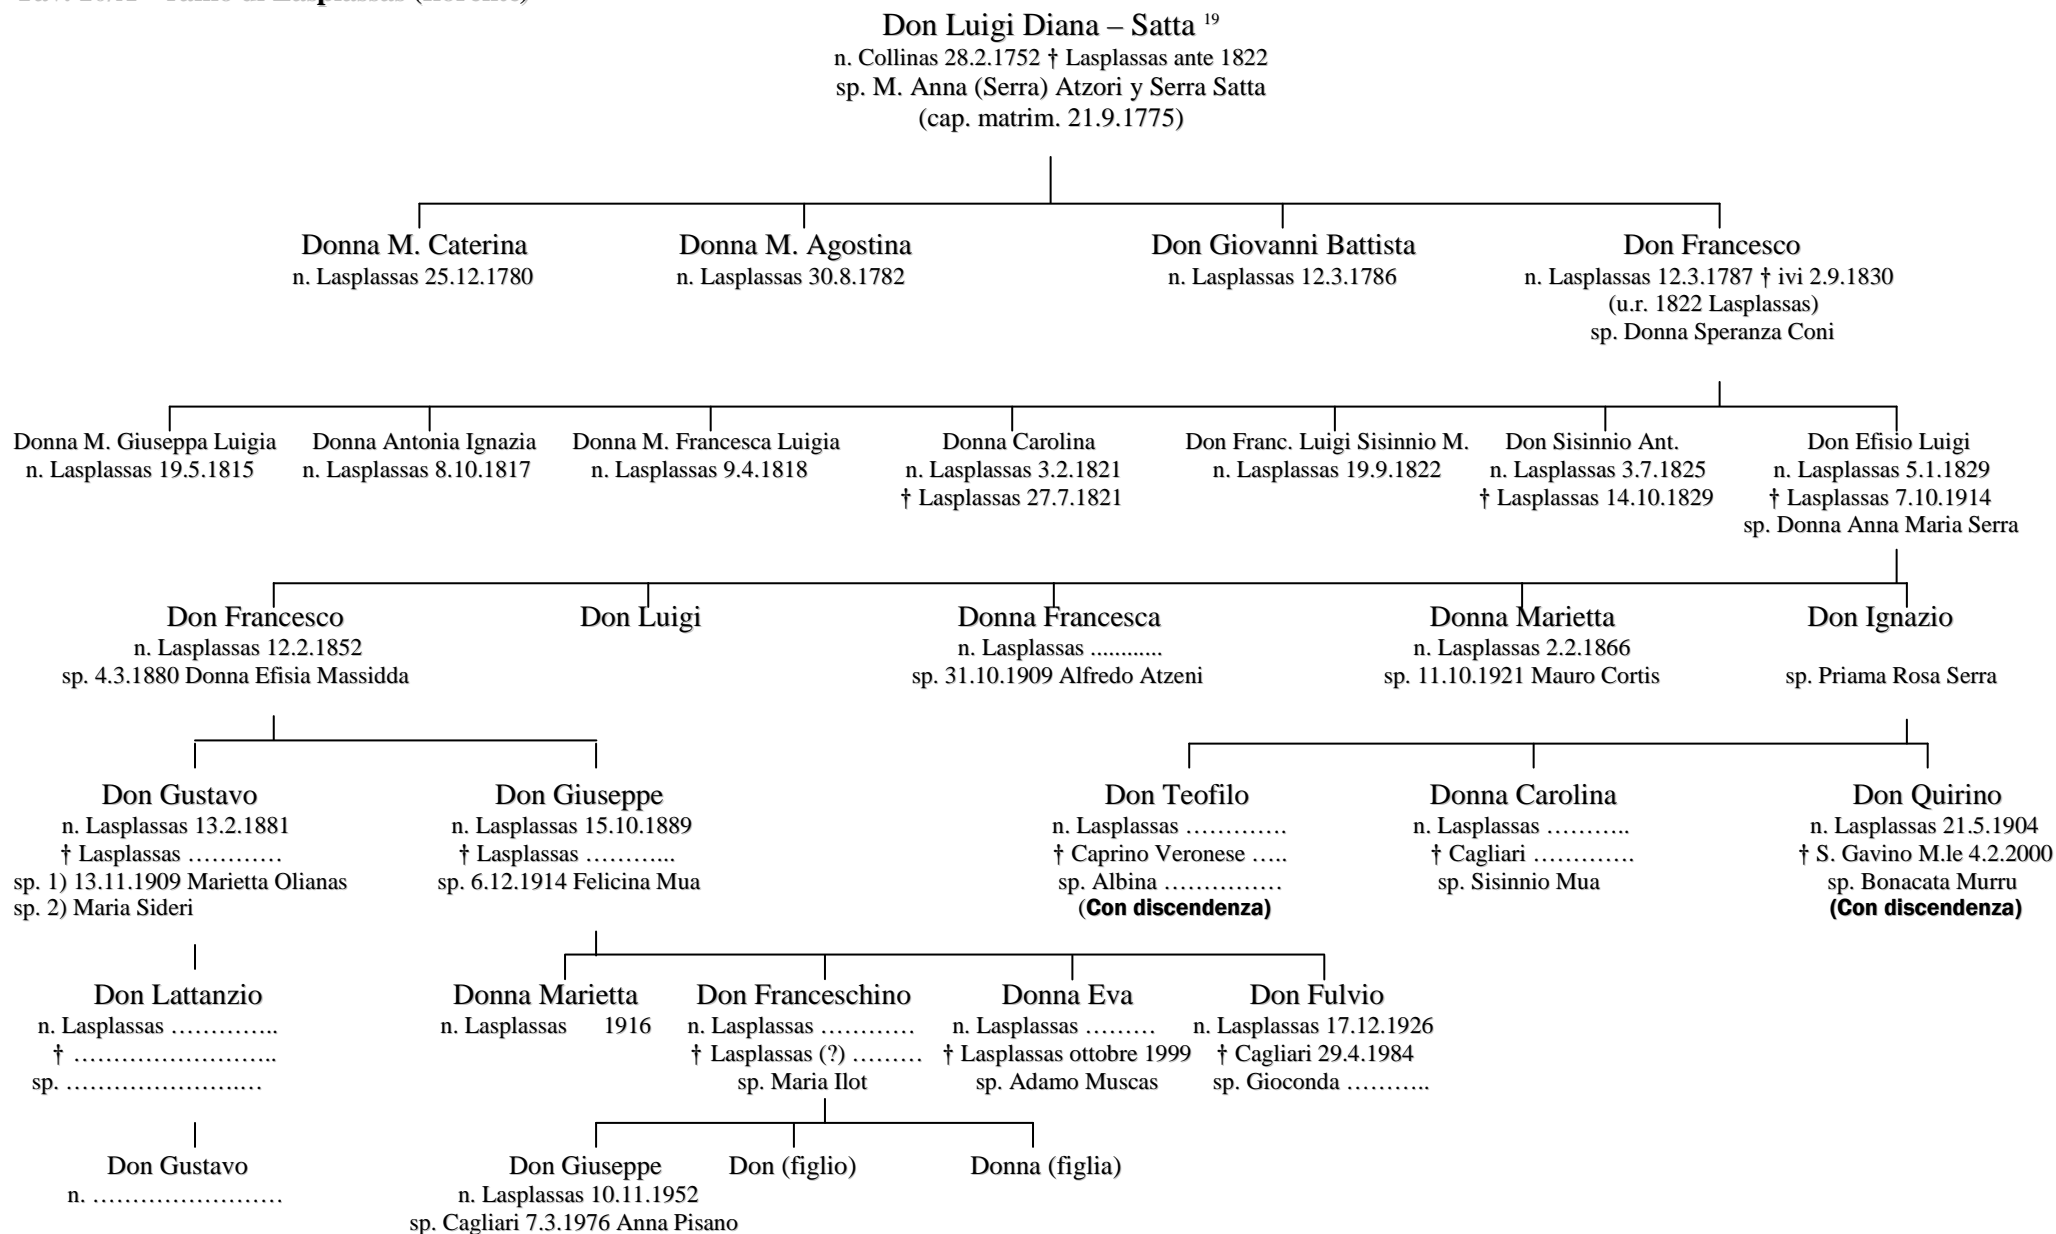 Don Luigi Diana – Satta 19
n. Collinas 28.2.1752 † Lasplassas ante 1822
sp. M. Anna (Serra) Atzori y Serra Satta
(cap. matrim. 21.9.1775)
Donna M. Caterina
n. Lasplassas 25.12.1780
Donna M. Agostina
n. Lasplassas 30.8.1782
Don Giovanni Battista
n. Lasplassas 12.3.1786
Don Francesco
n. Lasplassas 12.3.1787 † ivi 2.9.1830
(u.r. 1822 Lasplassas)
sp. Donna Speranza Coni
Donna M. Giuseppa Luigia
n. Lasplassas 19.5.1815
Donna Antonia Ignazia
n. Lasplassas 8.10.1817
Donna M. Francesca Luigia
n. Lasplassas 9.4.1818
Donna Carolina
n. Lasplassas 3.2.1821
† Lasplassas 27.7.1821
Don Franc. Luigi Sisinnio M.
n. Lasplassas 19.9.1822
Don Sisinnio Ant.
n. Lasplassas 3.7.1825
† Lasplassas 14.10.1829
Don Efisio Luigi
n. Lasplassas 5.1.1829
† Lasplassas 7.10.1914
sp. Donna Anna Maria Serra
Don Francesco
n. Lasplassas 12.2.1852
sp. 4.3.1880 Donna Efisia Massidda
Don Luigi
Donna Francesca
n. Lasplassas ............
sp. 31.10.1909 Alfredo Atzeni
Donna Marietta
n. Lasplassas 2.2.1866
sp. 11.10.1921 Mauro Cortis
Don Ignazio
sp. Priama Rosa Serra
Don Gustavo
n. Lasplassas 13.2.1881
† Lasplassas …………
sp. 1) 13.11.1909 Marietta Olianas
sp. 2) Maria Sideri
Don Giuseppe
n. Lasplassas 15.10.1889
† Lasplassas ………...
sp. 6.12.1914 Felicina Mua
Don Teofilo
n. Lasplassas ………….
† Caprino Veronese …..
sp. Albina ……………
(Con discendenza)
Donna Carolina
n. Lasplassas ………..
† Cagliari ………….
sp. Sisinnio Mua
Don Quirino
n. Lasplassas 21.5.1904
† S. Gavino M.le 4.2.2000
sp. Bonacata Murru
(Con discendenza)
Don Lattanzio
n. Lasplassas …………..
† ……………………..
sp. ……………………
Donna Marietta
n. Lasplassas 1916
Don Franceschino
n. Lasplassas …………
† Lasplassas (?) ………
sp. Maria Ilot
Donna Eva
n. Lasplassas ………
† Lasplassas ottobre 1999
sp. Adamo Muscas
Don Fulvio
n. Lasplassas 17.12.1926
† Cagliari 29.4.1984
sp. Gioconda ………..
Don Gustavo
n. ……………………
Don Giuseppe
n. Lasplassas 10.11.1952
sp. Cagliari 7.3.1976 Anna Pisano
Don (figlio)
Donna (figlia)